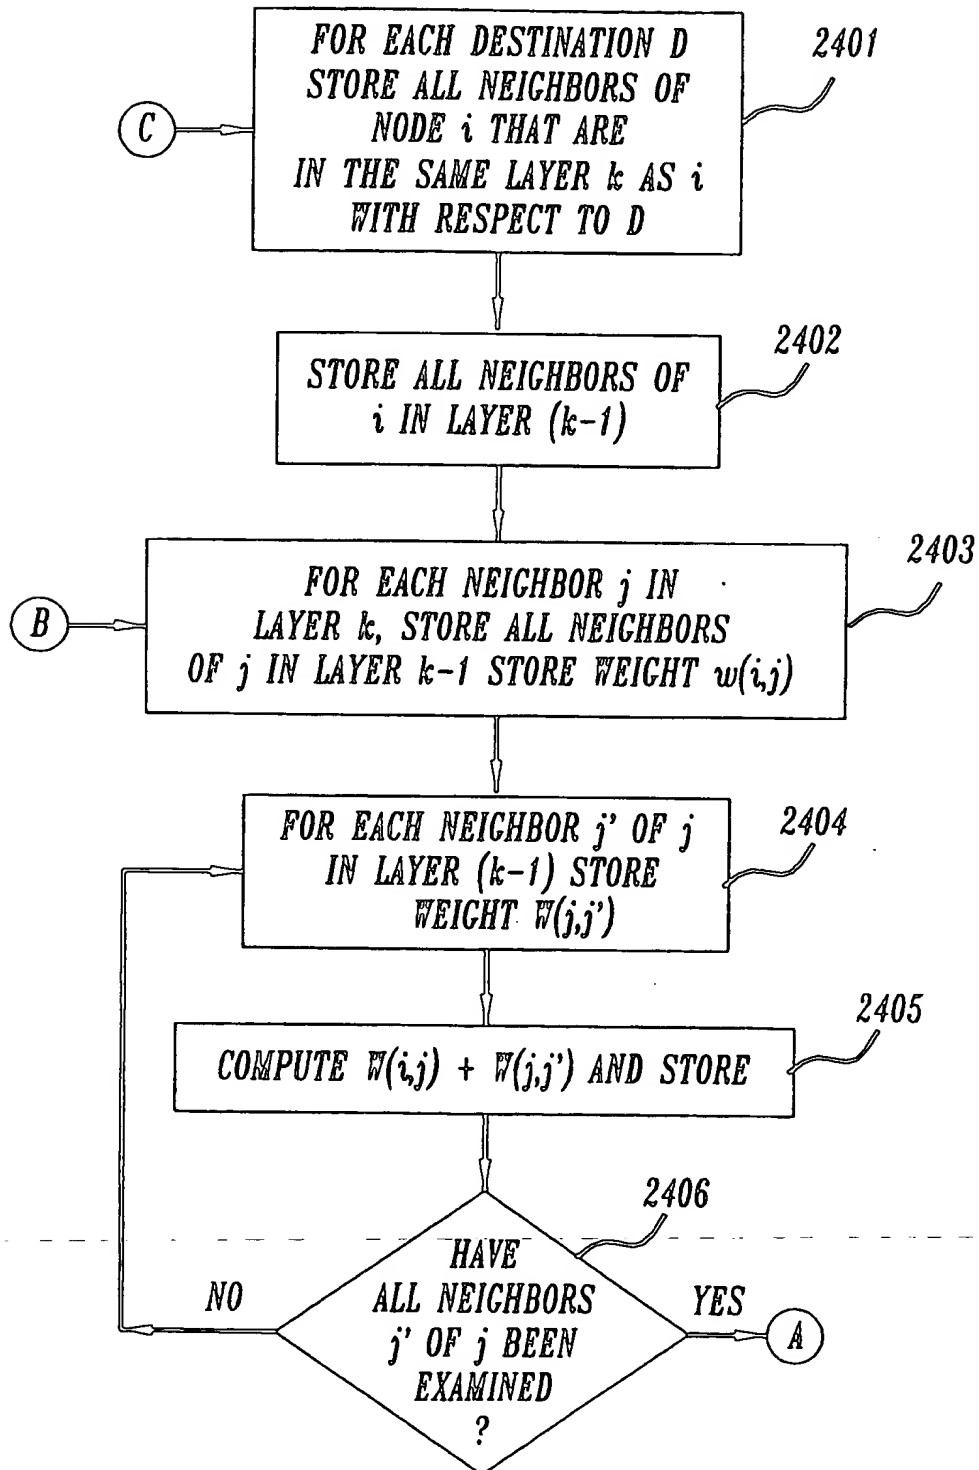 FOR EACH DESTINATION D
STORE ALL NEIGHBORS OF
NODE i THAT ARE
IN THE SAME LAYER k AS i
WITH RESPECT TO D
2401
C
STORE ALL NEIGHBORS OF
i IN LAYER (k-1)
2402
FOR EACH NEIGHBOR j IN
LAYER k, STORE ALL NEIGHBORS
OF j IN LAYER k-1 STORE WEIGHT w(i,j)
2403
B
FOR EACH NEIGHBOR j' OF j
IN LAYER (k-1) STORE
WEIGHT W(j,j')
2404
COMPUTE W(i,j) + W(j,j') AND STORE
2405
HAVE
ALL NEIGHBORS
j' OF j BEEN
EXAMINED
?
2406
NO
YES
A